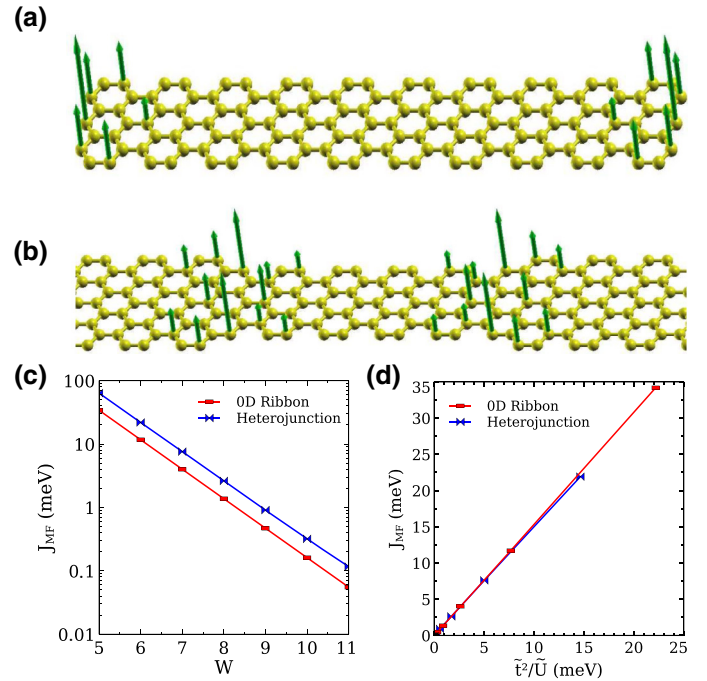 (a)
(b)
(c) (d)
100
10
1
0.1
0.01
J_MF (meV)
0D Ribbon
Heterojunction
5 6 7 8 9 10 11
W
35
30
25
20
15
10
5
0
J_MF (meV)
0D Ribbon
Heterojunction
0 5 10 15 20 25
t̃²/Ũ (meV)